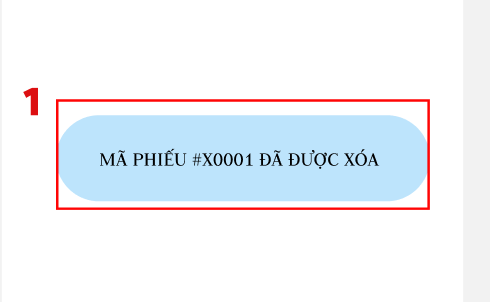 1
MÃ PHIẾU #X0001 ĐÃ ĐƯỢC XÓA